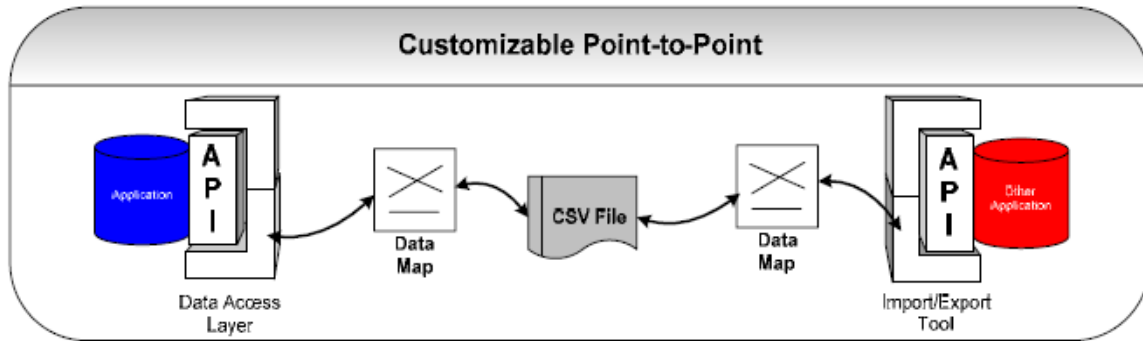 Customizable Point-to-Point
Application
A
P
I
Data Access
Layer
Data
Map
CSV File
Data
Map
A
P
I
Other
Application
Import/Export
Tool